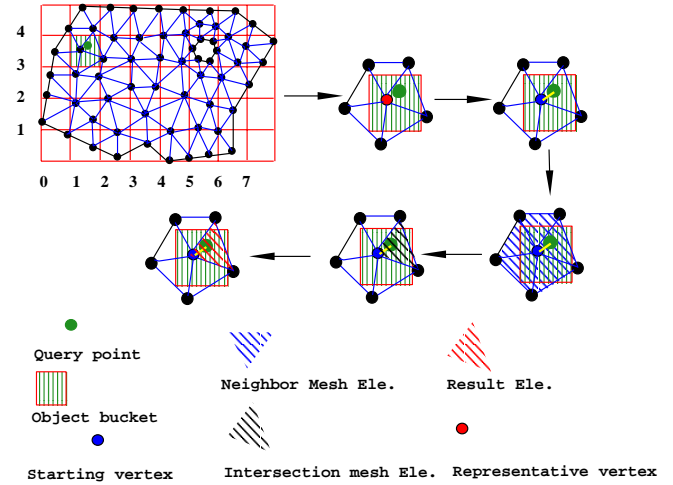 4
3
2
1
0 1 2 3 4 5 6 7
Query point
Neighbor Mesh Ele.
Result Ele.
Object bucket
Starting vertex
Intersection mesh Ele.
Representative vertex